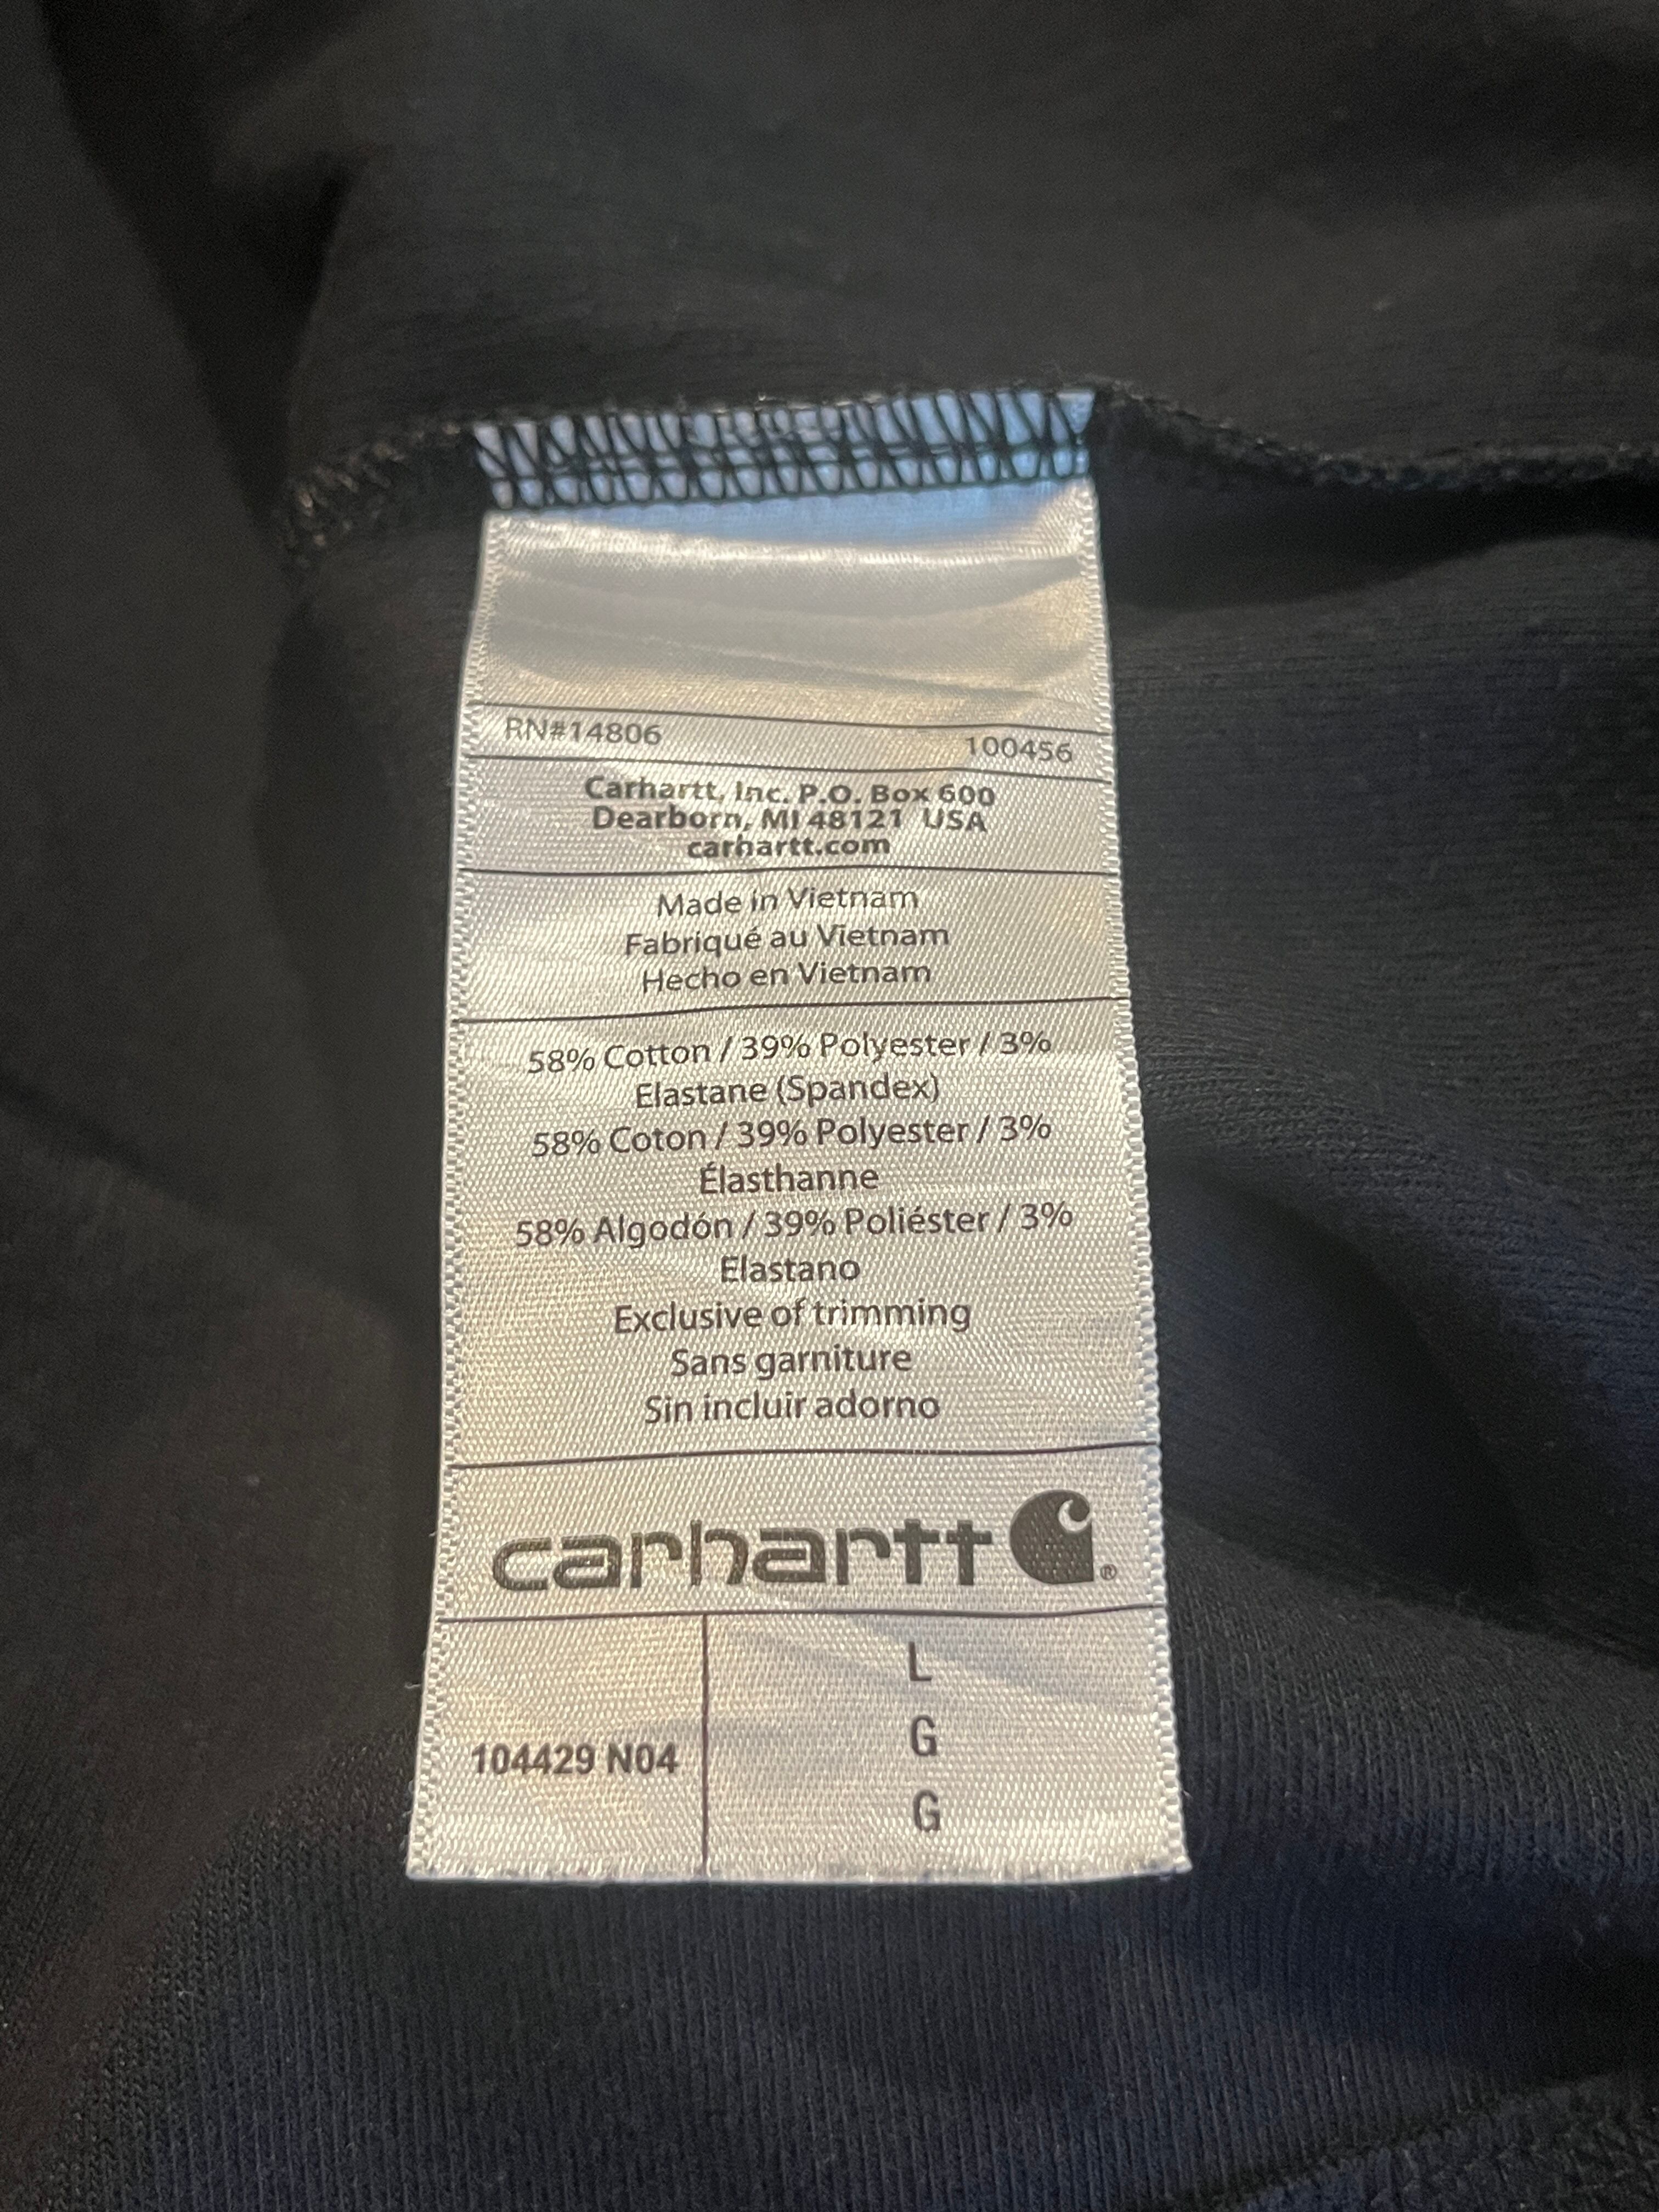 RN#14806 100456
Carhartt, Inc. P.O. Box 600
Dearborn, MI 48121 USA
carhartt.com
Made in Vietnam
Fabriqué au Vietnam
Hecho en Vietnam
58% Cotton / 39% Polyester / 3%
Elastane (Spandex)
58% Coton / 39% Polyester / 3%
Élasthanne
58% Algodón / 39% Poliéster / 3%
Elastano
Exclusive of trimming
Sans garniture
Sin incluir adorno
carhartt ®
104429 N04
L
G
G